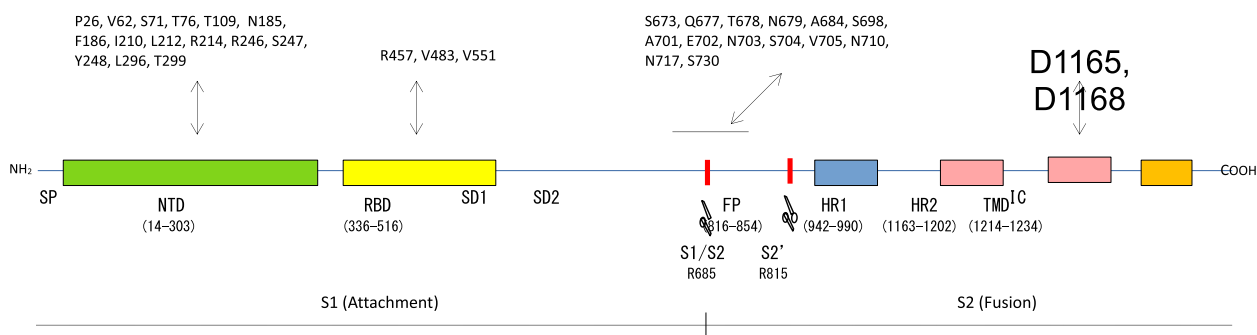 P26, V62, S71, T76, T109, N185,
F186, I210, L212, R214, R246, S247,
Y248, L296, T299
R457, V483, V551
S673, Q677, T678, N679, A684, S698,
A701, E702, N703, S704, V705, N710,
N717, S730
D1165,
D1168
NH₂
COOH
SP
NTD
(14–303)
RBD
(336–516)
SD1
SD2
FP
(816–854)
HR1
(942–990)
HR2
(1163–1202)
TMD
(1214–1234)
IC
S1/S2
R685
S2'
R815
S1 (Attachment)
S2 (Fusion)